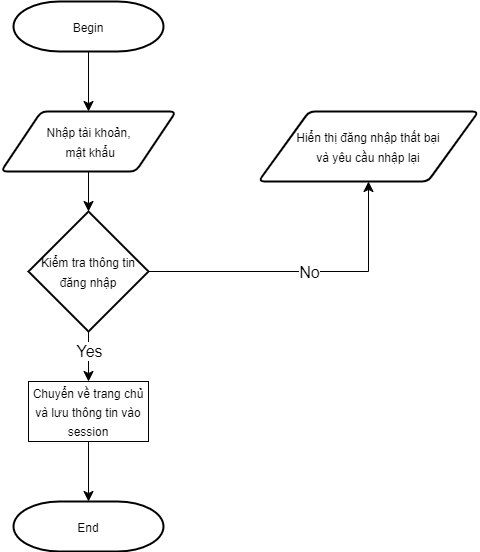 Begin
Nhập tài khoản,
mật khẩu
Hiển thị đăng nhập thất bại
và yêu cầu nhập lại
Kiểm tra thông tin
đăng nhập
No
Yes
Chuyển về trang chủ
và lưu thông tin vào
session
End